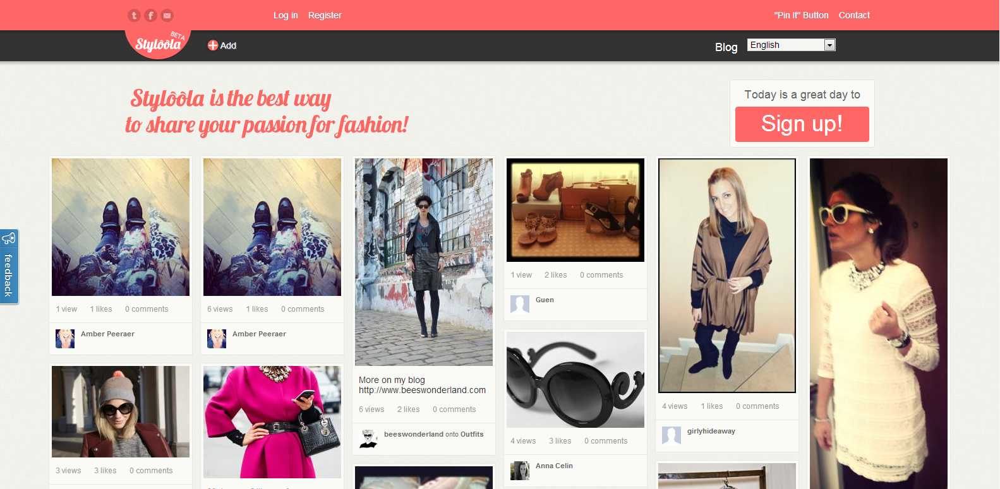 Log in Register "Pin It" Button Contact
BETA
Stylôôla
Add
Blog
English
Stylôôla is the best way
to share your passion for fashion!
Today is a great day to
Sign up!
feedback
1 view 1 likes 0 comments
Amber Peeraer
3 views 3 likes 0 comments
6 views 1 likes 0 comments
Amber Peeraer
More on my blog
http://www.beeswonderland.com
6 views 2 likes 0 comments
beeswonderland onto Outfits
1 view 2 likes 0 comments
Guen
4 views 3 likes 0 comments
Anna Celin
4 views 1 likes 0 comments
girlyhideaway